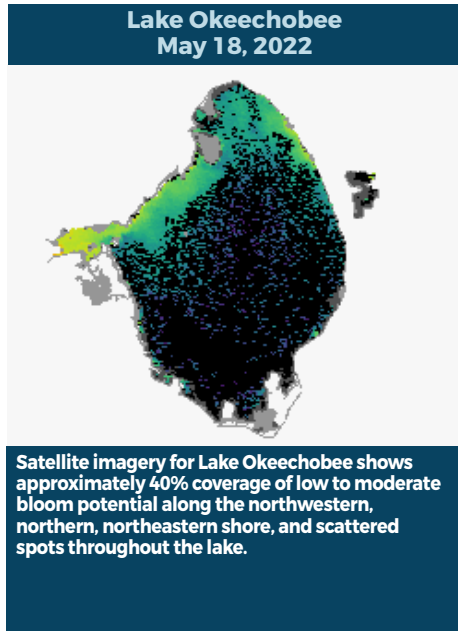 Lake Okeechobee
May 18, 2022
Satellite imagery for Lake Okeechobee shows
approximately 40% coverage of low to moderate
bloom potential along the northwestern,
northern, northeastern shore, and scattered
spots throughout the lake.